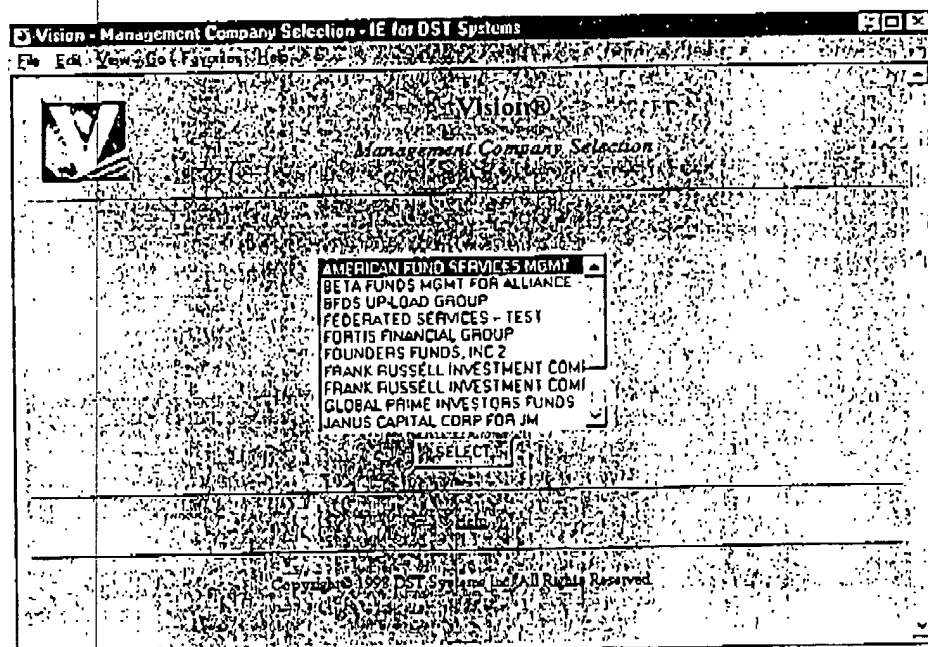 Vision - Management Company Selection - IE for DST Systems
File Edit View Go Favorites Help
Vision®
Management Company Selection
AMERICAN FUND SERVICES MGMT
BETA FUNDS MGMT FOR ALLIANCE
BFDS UP-LOAD GROUP
FEDERATED SERVICES - TEST
FORTIS FINANCIAL GROUP
FOUNDERS FUNDS, INC 2
FRANK RUSSELL INVESTMENT COMP
FRANK RUSSELL INVESTMENT COMP
GLOBAL PRIME INVESTORS FUNDS
JANUS CAPITAL CORP FOR JM
SELECT
Help
Copyright© 1998 DST Systems Inc. All Rights Reserved.